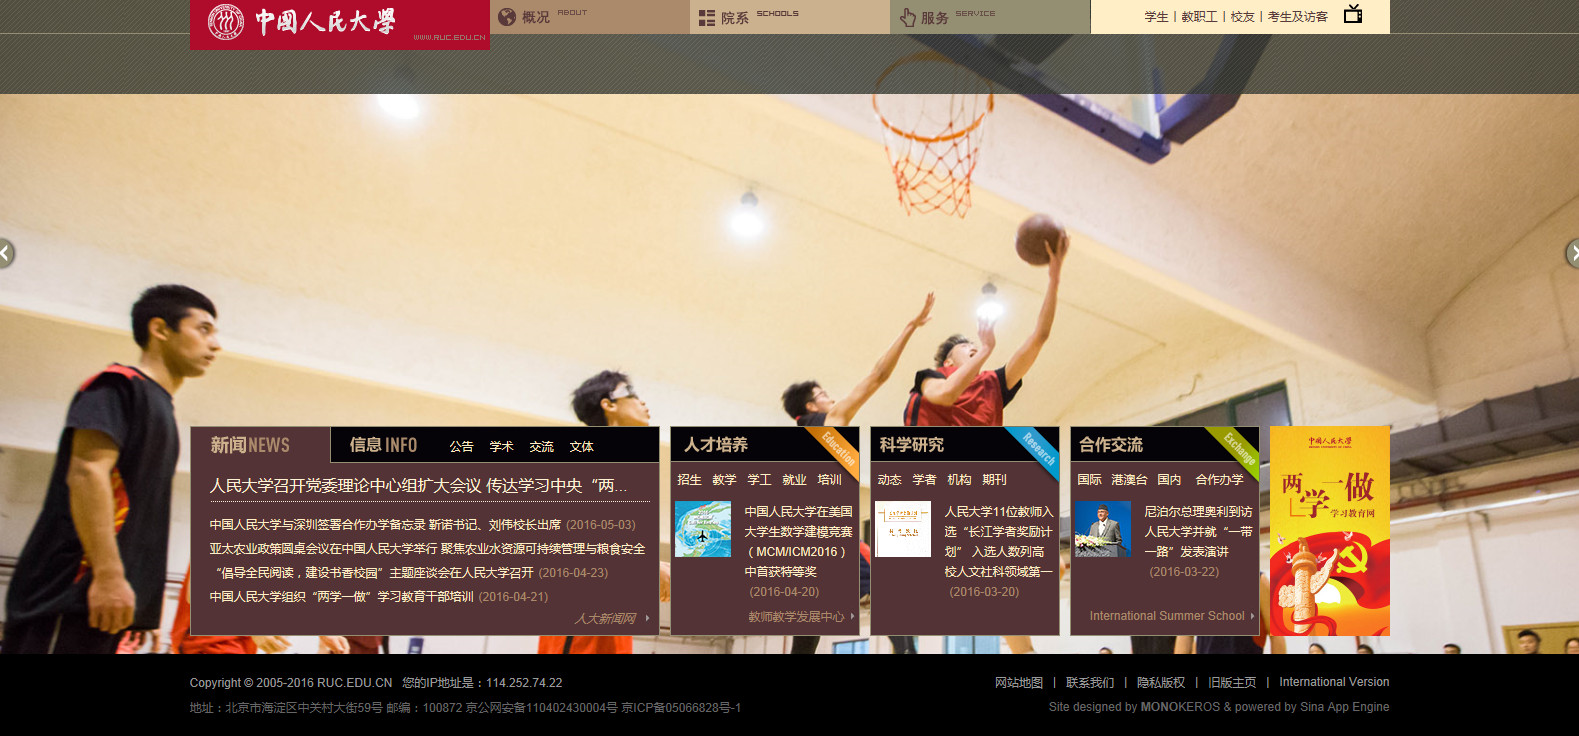 中國人民大學
WWW.RUC.EDU.CN
概况 ABOUT
院系 SCHOOLS
服务 SERVICE
学生 | 教职工 | 校友 | 考生及访客
新闻NEWS
信息 INFO
公告 学术 交流 文体
人民大学召开党委理论中心组扩大会议 传达学习中央“两...
中国人民大学与深圳签署合作办学备忘录 靳诺书记、刘伟校长出席 (2016-05-03)
亚太农业政策圆桌会议在中国人民大学举行 聚焦农业水资源可持续管理与粮食安全
“倡导全民阅读，建设书香校园”主题座谈会在人民大学召开 (2016-04-23)
中国人民大学组织“两学一做”学习教育干部培训 (2016-04-21)
人大新闻网
人才培养
Education
招生 教学 学工 就业 培训
中国人民大学在美国
大学生数学建模竞赛
（MCM/ICM2016）
中首获特等奖
(2016-04-20)
教师教学发展中心
科学研究
Research
动态 学者 机构 期刊
人民大学11位教师入
选“长江学者奖励计
划” 入选人数列高
校人文社科领域第一
(2016-03-20)
合作交流
Exchange
国际 港澳台 国内 合作办学
尼泊尔总理奥利到访
人民大学并就“一带
一路”发表演讲
(2016-03-22)
International Summer School
中國人民大學
两学一做
学习教育网
Copyright © 2005-2016 RUC.EDU.CN 您的IP地址是：114.252.74.22
地址：北京市海淀区中关村大街59号 邮编：100872 京公网安备110402430004号 京ICP备05066828号-1
网站地图 | 联系我们 | 隐私版权 | 旧版主页 | International Version
Site designed by MONOKEROS & powered by Sina App Engine